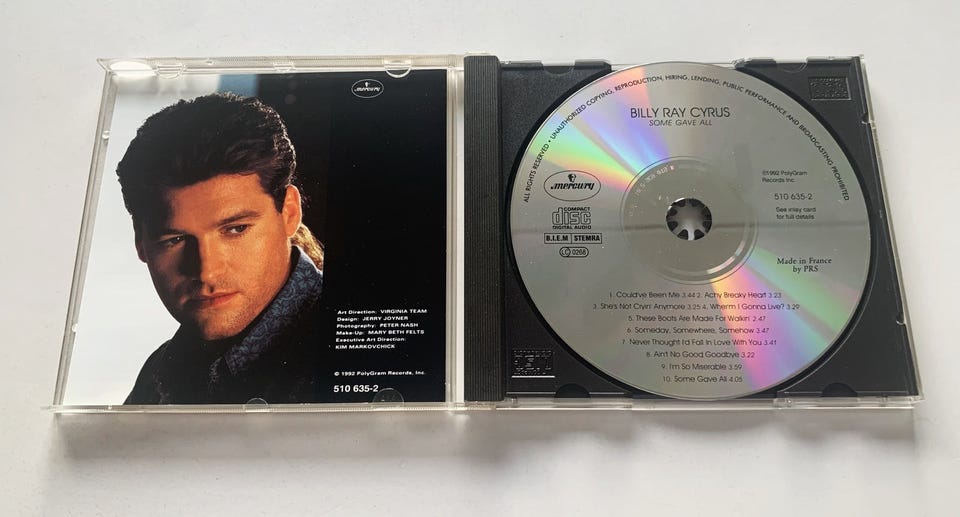 mercury
Art Direction: VIRGINIA TEAM
Design: JERRY JOYNER
Photography: PETER NASH
Make-Up: MARY BETH FELTS
Executive Art Direction:
KIM MARKOVCHICK
© 1992 PolyGram Records, Inc.
510 635-2
ALL RIGHTS RESERVED • UNAUTHORIZED COPYING, REPRODUCTION, HIRING, LENDING, PUBLIC PERFORMANCE AND BROADCASTING PROHIBITED
BILLY RAY CYRUS
SOME GAVE ALL
mercury
COMPACT
disc
DIGITAL AUDIO
B.I.E.M STEMRA
LC 0268
℗1992 PolyGram
Records Inc.
510 635-2
See inlay card
for full details
Made in France
by PRS
1. Could've Been Me 3.44 2. Achy Breaky Heart 3.23
3. She's Not Cryin' Anymore 3.25 4. Wher'm I Gonna Live? 3.29
5. These Boots Are Made For Walkin' 2.47
6. Someday, Somewhere, Somehow 3.47
7. Never Thought I'd Fall In Love With You 3.41
8. Ain't No Good Goodbye 3.22
9. I'm So Miserable 3.59
10. Some Gave All 4.05